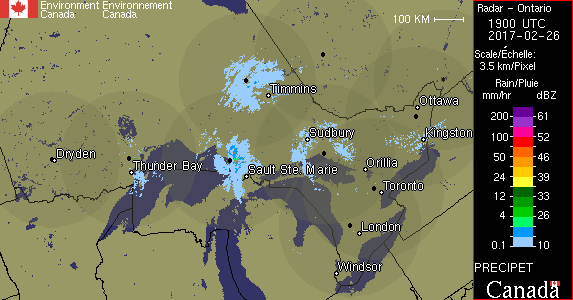 Environment Environnement
Canada Canada
100 KM
Timmins
Ottawa
Sudbury
Kingston
Dryden
Thunder Bay
Sault Ste Marie
Orillia
Toronto
London
Windsor
Radar - Ontario
1900 UTC
2017-02-26
Scale/Échelle:
3.5 km/Pixel
Rain/Pluie
mm/hr dBZ
200 61
100 52
50 46
24 39
12 33
4 26
2 20
0.1 10
PRECIPET
Canada